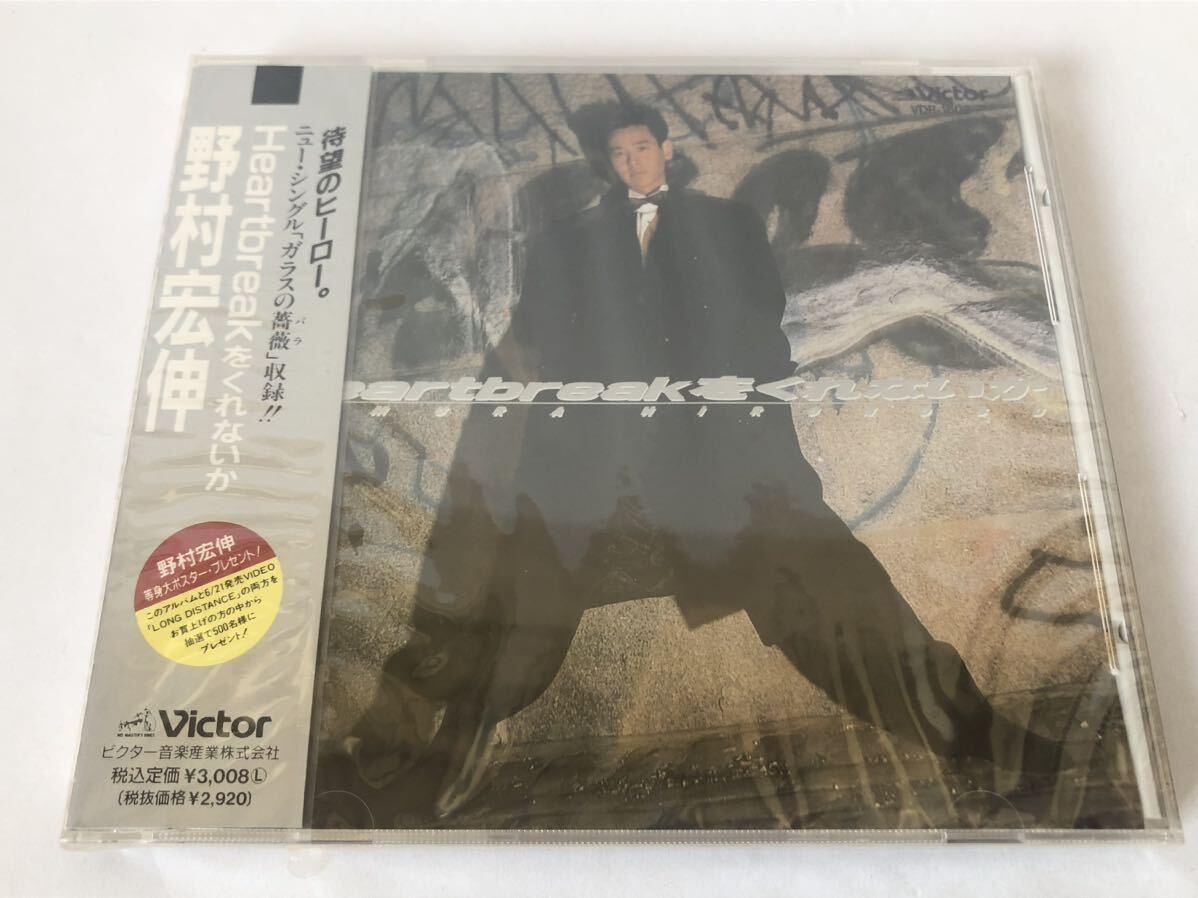 Heartbreakをくれないか
野村宏伸
待望のヒーロー。
ニュー・シングル「ガラスの薔薇」収録!!
バラ
野村宏伸
等身大ポスター・プレゼント!
このアルバムと6/21発売VIDEO
「LONG DISTANCE」の両方を
お買上げの方の中から
抽選で500名様に
プレゼント!
HIS MASTER'S VOICE
Victor
ビクター音楽産業株式会社
税込定価¥3,008Ⓛ
(税抜価格¥2,920)
Victor
eartbreakをくれないか